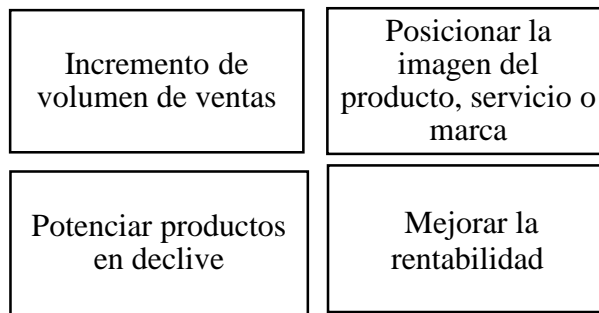 Incremento de
volumen de ventas
Posicionar la
imagen del
producto, servicio o
marca
Potenciar productos
en declive
Mejorar la
rentabilidad